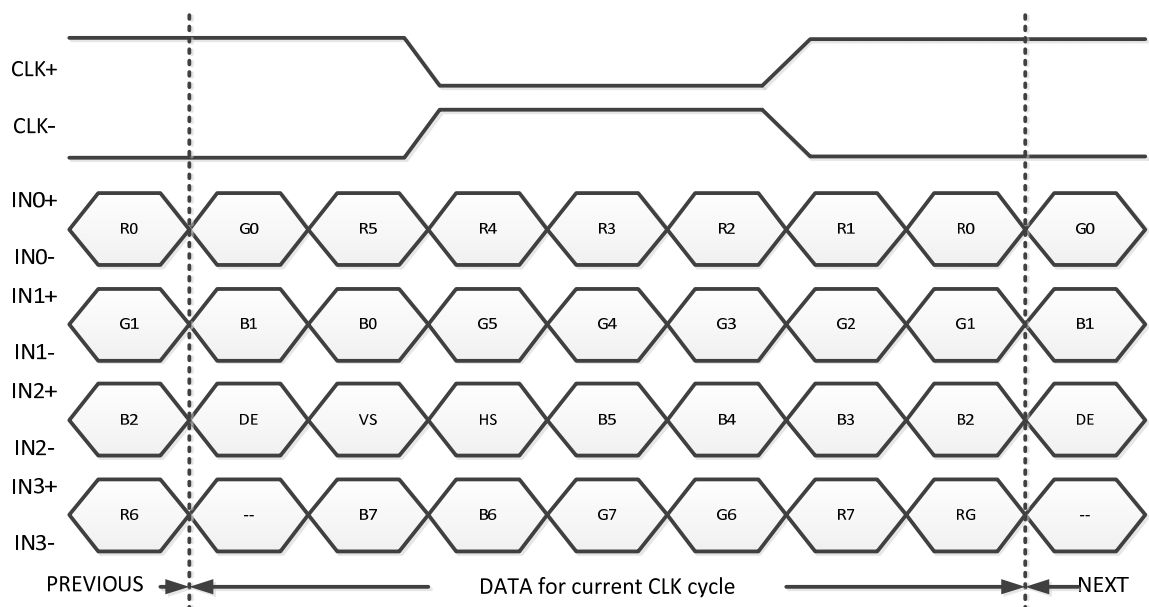 CLK+
CLK-
IN0+
R0 G0 R5 R4 R3 R2 R1 R0 G0
IN0-
IN1+
G1 B1 B0 G5 G4 G3 G2 G1 B1
IN1-
IN2+
B2 DE VS HS B5 B4 B3 B2 DE
IN2-
IN3+
R6 -- B7 B6 G7 G6 R7 RG --
IN3-
PREVIOUS DATA for current CLK cycle NEXT